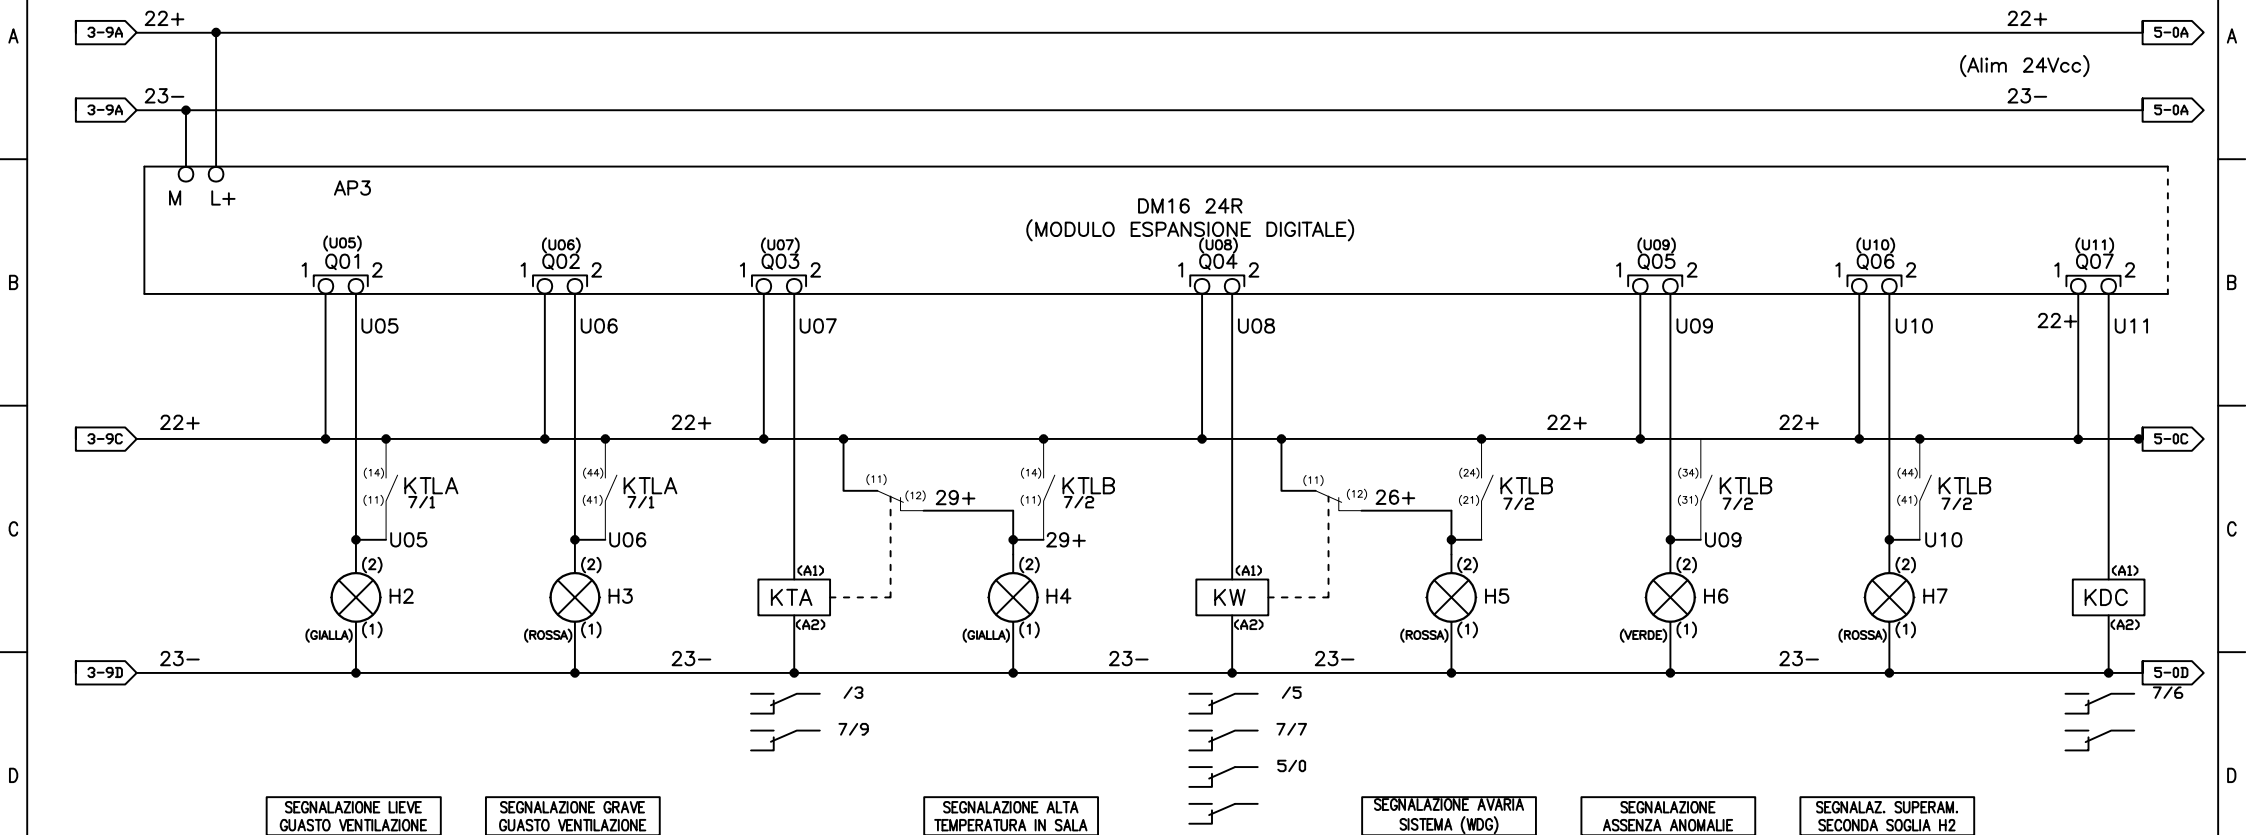 22+ 22+
A 3-9A 5-0A A
(Alim 24Vcc)
23- 23-
3-9A 5-0A
M L+ AP3
DM16 24R
(MODULO ESPANSIONE DIGITALE)
(U05) (U06) (U07) (U08) (U09) (U10) (U11)
1 Q01 2 1 Q02 2 1 Q03 2 1 Q04 2 1 Q05 2 1 Q06 2 1 Q07 2
B B
U05 U06 U07 U08 U09 U10 22+ U11
22+ 22+ 22+ 22+
3-9C 5-0C
(14) (44) (11) (14) (11) (24) (34) (44)
KTLA KTLA (12) 29+ KTLB (12) 26+ KTLB KTLB KTLB
(11) 7/1 (41) 7/1 (11) 7/2 (21) 7/2 (31) 7/2 (41) 7/2
C C
U05 U06 29+ U09 U10
(2) (2) (A1) (2) (A1) (2) (2) (2) (A1)
H2 H3 KTA H4 KW H5 H6 H7 KDC
(GIALLA) (1) (ROSSA) (1) (A2) (GIALLA) (1) (A2) (ROSSA) (1) (VERDE) (1) (ROSSA) (1) (A2)
23- 23- 23- 23- 23-
3-9D 5-0D
/3 /5 7/6
7/9 7/7
5/0
D D
SEGNALAZIONE LIEVE
GUASTO VENTILAZIONE
SEGNALAZIONE GRAVE
GUASTO VENTILAZIONE
SEGNALAZIONE ALTA
TEMPERATURA IN SALA
SEGNALAZIONE AVARIA
SISTEMA (WDG)
SEGNALAZIONE
ASSENZA ANOMALIE
SEGNALAZ. SUPERAM.
SECONDA SOGLIA H2